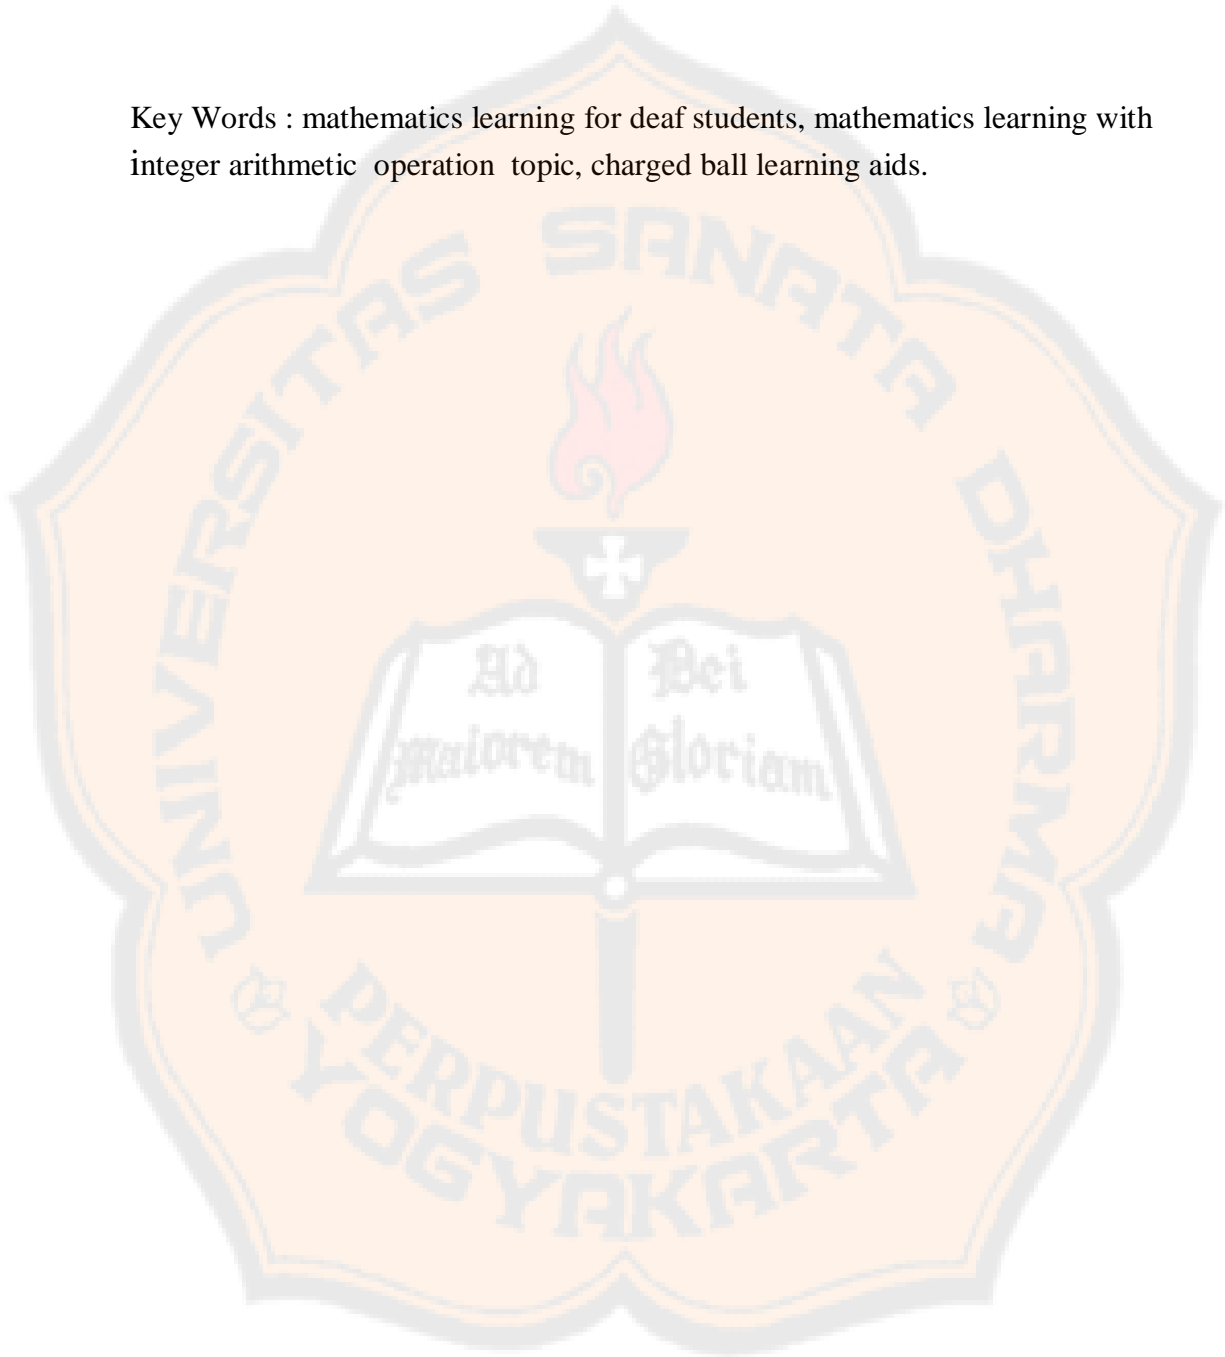 Key Words : mathematics learning for deaf students, mathematics learning with
integer arithmetic operation topic, charged ball learning aids.
UNIVERSITAS SANATA DHARMA
Ad Dei
Maiorem Gloriam
PERPUSTAKAAN
YOGYAKARTA